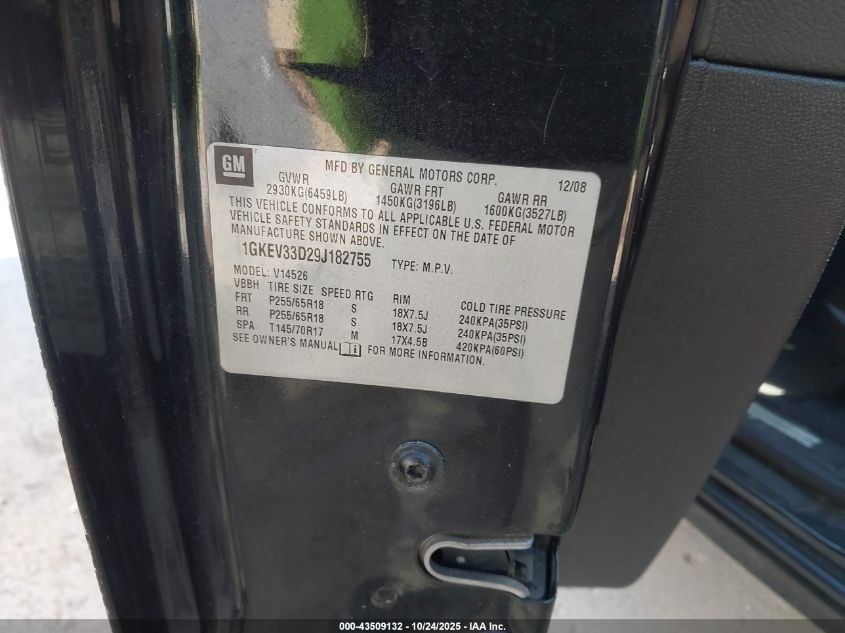 GM
MFD BY GENERAL MOTORS CORP. 12/08
GVWR GAWR FRT GAWR RR
2930KG(6459LB) 1450KG(3196LB) 1600KG(3527LB)
THIS VEHICLE CONFORMS TO ALL APPLICABLE U.S. FEDERAL MOTOR
VEHICLE SAFETY STANDARDS IN EFFECT ON THE DATE OF
MANUFACTURE SHOWN ABOVE.
1GKEV33D29J182755 TYPE: M.P.V.
MODEL: V14526
VBBH TIRE SIZE SPEED RTG RIM COLD TIRE PRESSURE
FRT P255/65R18 S 18X7.5J 240KPA(35PSI)
RR P255/65R18 S 18X7.5J 240KPA(35PSI)
SPA T145/70R17 M 17X4.5B 420KPA(60PSI)
SEE OWNER'S MANUAL FOR MORE INFORMATION.
000-43509132 - 10/24/2025 - www.iaai.com